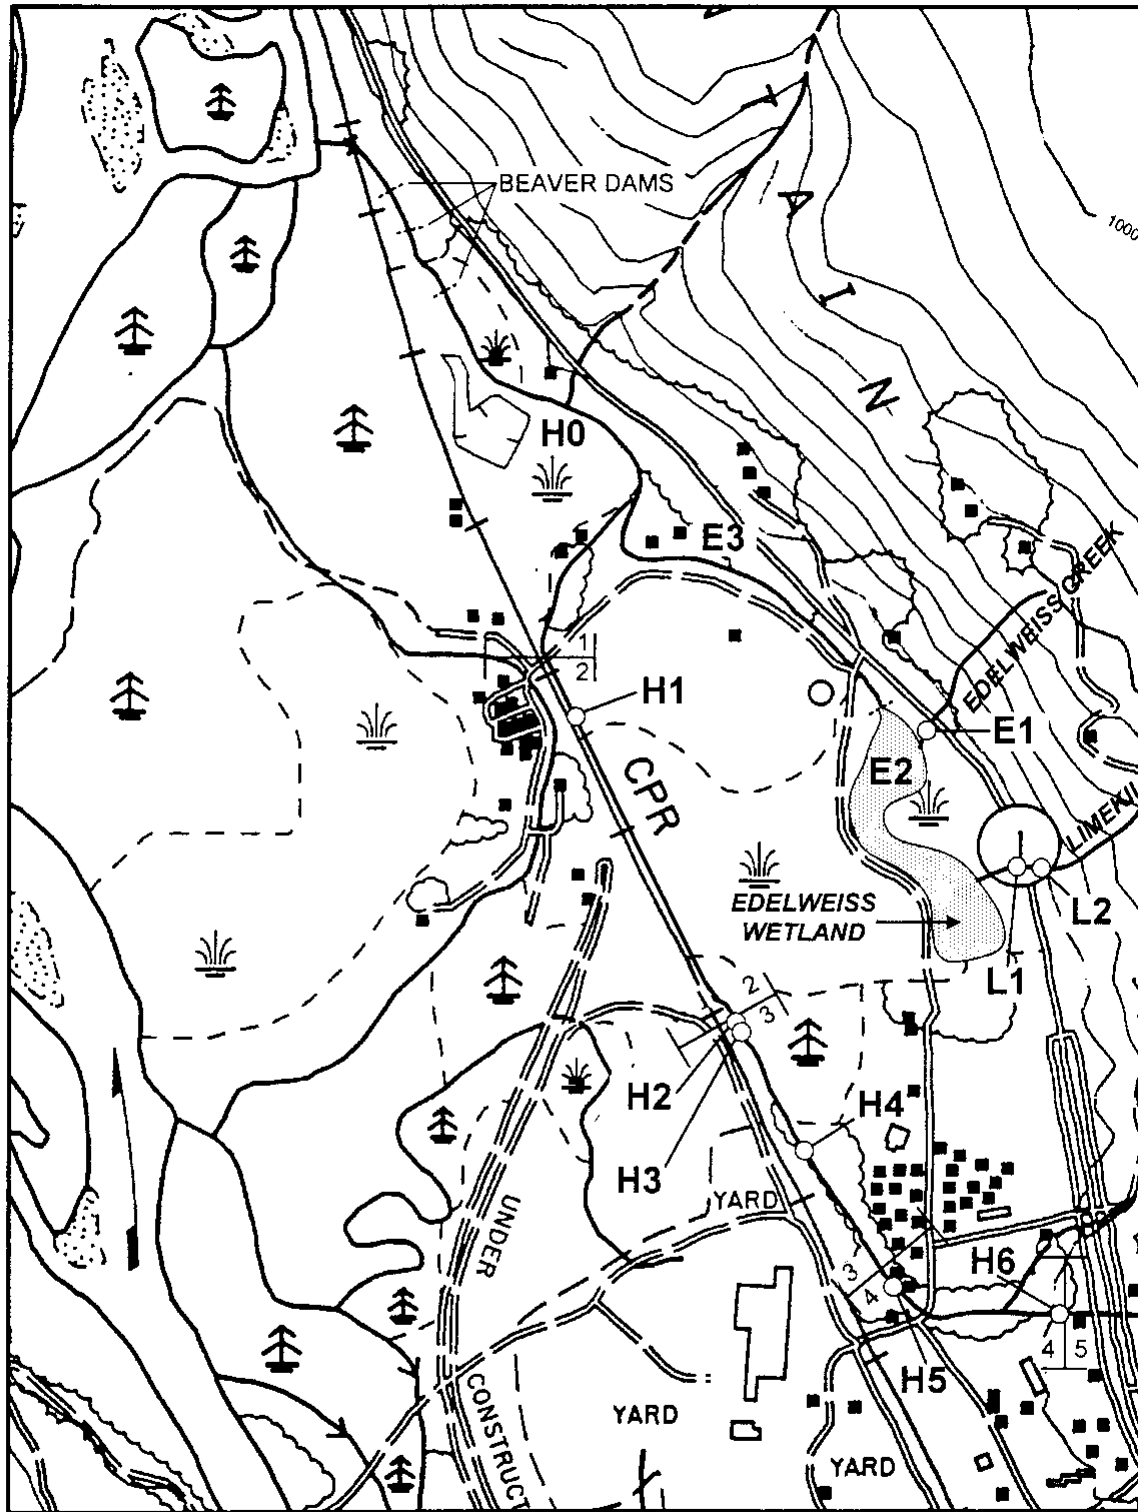 T
A
I
N
1000
BEAVER DAMS
H0
E3
EDELWEISS CREEK
1
2
H1
E1
E2
CPR
LIMEKIL
EDELWEISS
WETLAND
L2
L1
2
3
H2
H4
H3
YARD
UNDER
3
4
H6
4 5
H5
CONSTRUCT
YARD
YARD